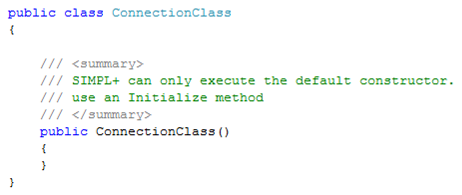 public class ConnectionClass
{
/// <summary>
/// SIMPL+ can only execute the default constructor.
/// use an Initialize method
/// </summary>
public ConnectionClass()
{
}
}